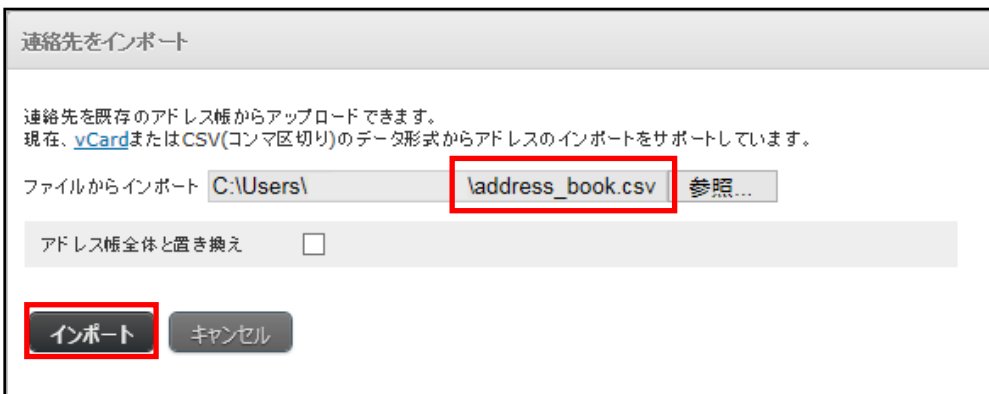 連絡先をインポート
連絡先を既存のアドレス帳からアップロードできます。
現在、vCardまたはCSV(コンマ区切り)のデータ形式からアドレスのインポートをサポートしています。
ファイルからインポート C:\Users\ \address_book.csv 参照...
アドレス帳全体と置き換え
インポート キャンセル